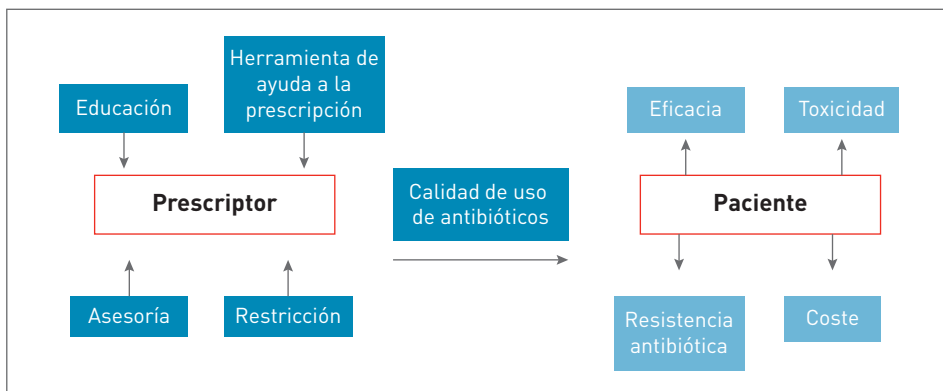 Educación
Herramienta de
ayuda a la
prescripción
Prescriptor
Asesoría
Restricción
Calidad de uso
de antibióticos
Eficacia
Toxicidad
Paciente
Resistencia
antibiótica
Coste